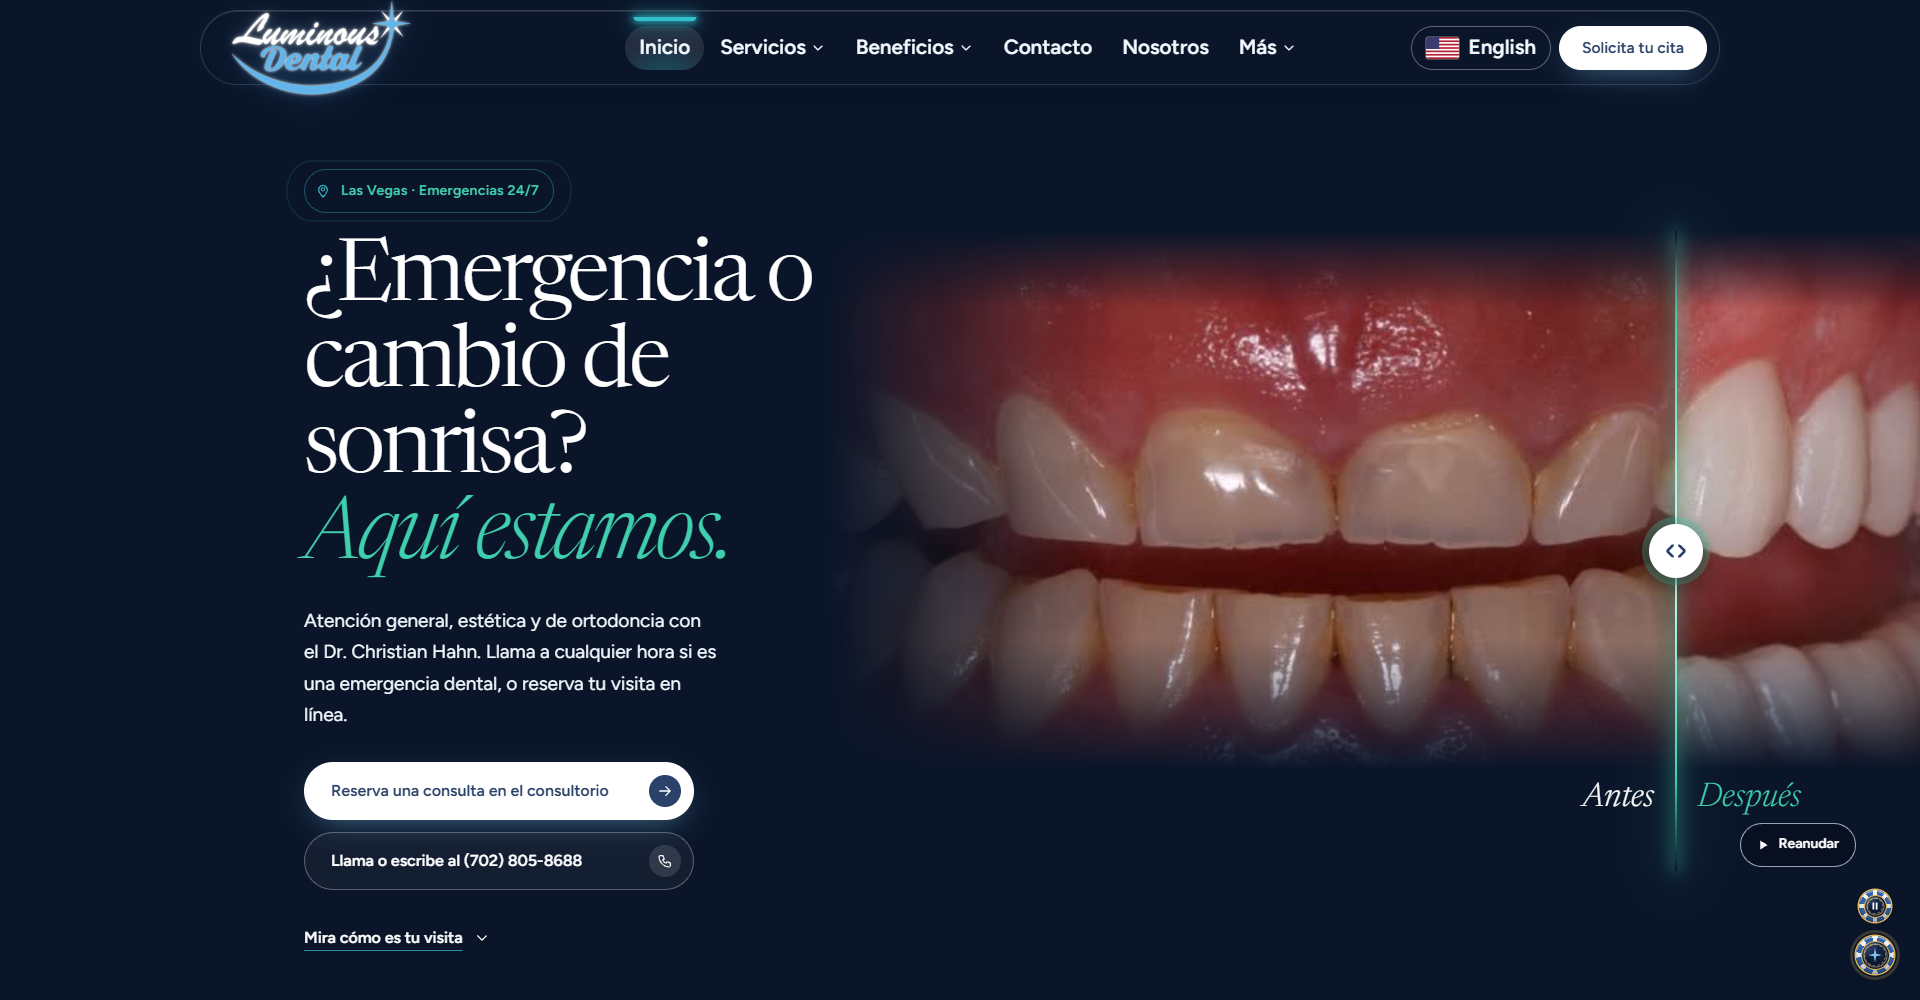 Luminous
Dental
Inicio
Servicios
Beneficios
Contacto
Nosotros
Más
English
Solicita tu cita
Las Vegas · Emergencias 24/7
¿Emergencia o
cambio de
sonrisa?
Aquí estamos.
Atención general, estética y de ortodoncia con
el Dr. Christian Hahn. Llama a cualquier hora si es
una emergencia dental, o reserva tu visita en
línea.
Reserva una consulta en el consultorio
Llama o escribe al (702) 805-8688
Mira cómo es tu visita
Antes
Después
Reanudar